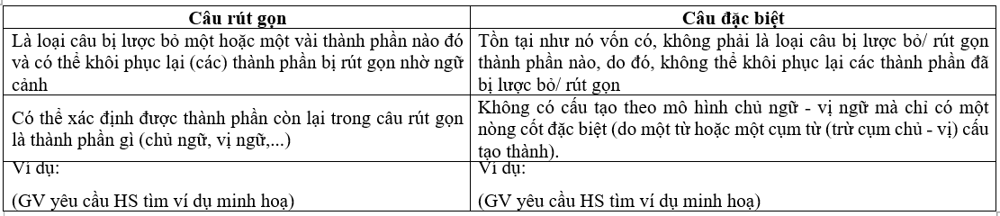 Câu rút gọn
Câu đặc biệt
Là loại câu bị lược bỏ một hoặc một vài thành phần nào đó
và có thể khôi phục lại (các) thành phần bị rút gọn nhờ ngữ
cảnh
Tồn tại như nó vốn có, không phải là loại câu bị lược bỏ/ rút gọn
thành phần nào, do đó, không thể khôi phục lại các thành phần đã
bị lược bỏ/ rút gọn
Có thể xác định được thành phần còn lại trong câu rút gọn
là thành phần gì (chủ ngữ, vị ngữ,...)
Không có cấu tạo theo mô hình chủ ngữ - vị ngữ mà chỉ có một
nòng cốt đặc biệt (do một từ hoặc một cụm từ (trừ cụm chủ - vị) cấu
tạo thành).
Ví dụ:
(GV yêu cầu HS tìm ví dụ minh hoạ)
Ví dụ:
(GV yêu cầu HS tìm ví dụ minh hoạ)